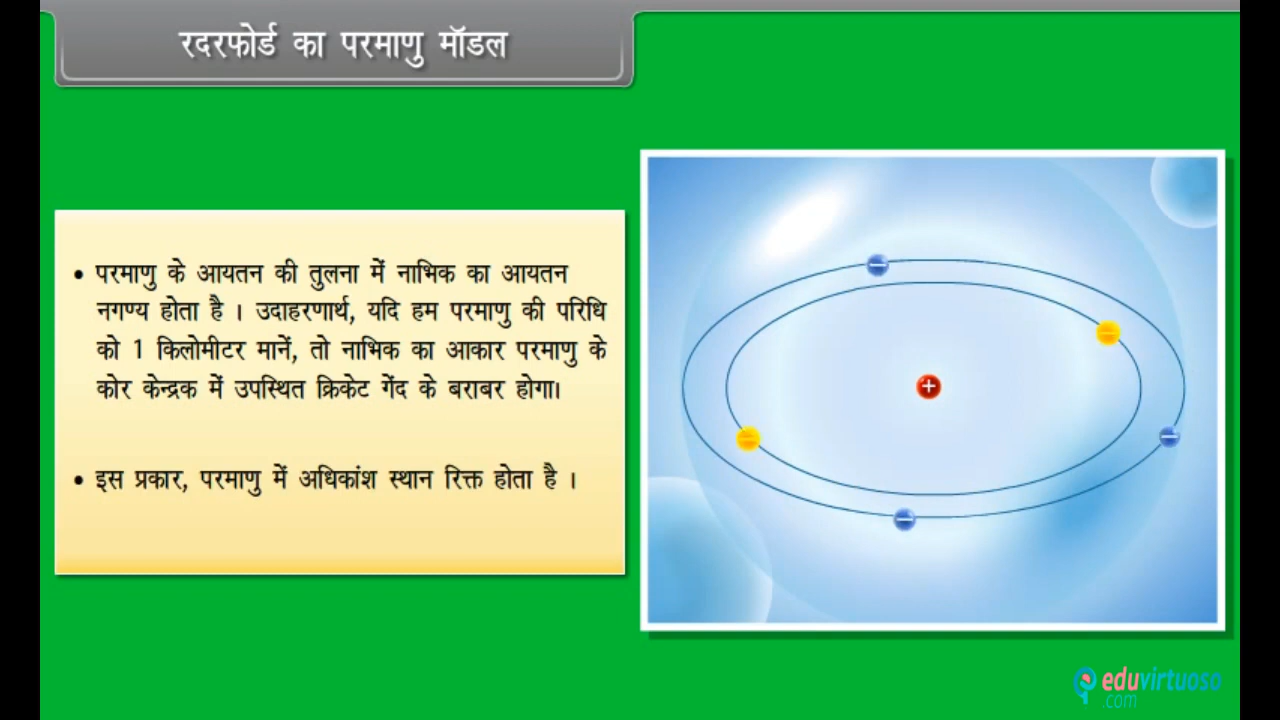 रदरफोर्ड का परमाणु मॉडल
• परमाणु के आयतन की तुलना में नाभिक का आयतन
नगण्य होता है । उदाहरणार्थ, यदि हम परमाणु की परिधि
को 1 किलोमीटर मानें, तो नाभिक का आकार परमाणु के
कोर केन्द्रक में उपस्थित क्रिकेट गेंद के बराबर होगा।
• इस प्रकार, परमाणु में अधिकांश स्थान रिक्त होता है ।
eduvirtuoso
.com